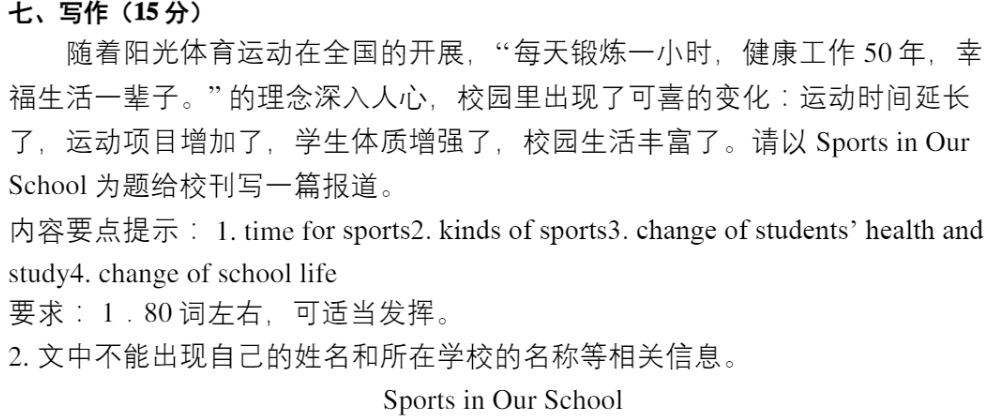 七、写作（15分）
随着阳光体育运动在全国的开展，“每天锻炼一小时，健康工作 50 年，幸
福生活一辈子。”的理念深入人心，校园里出现了可喜的变化：运动时间延长
了，运动项目增加了，学生体质增强了，校园生活丰富了。请以 Sports in Our
School 为题给校刊写一篇报道。
内容要点提示：1. time for sports2. kinds of sports3. change of students’ health and
study4. change of school life
要求：1．80 词左右，可适当发挥。
2. 文中不能出现自己的姓名和所在学校的名称等相关信息。
Sports in Our School